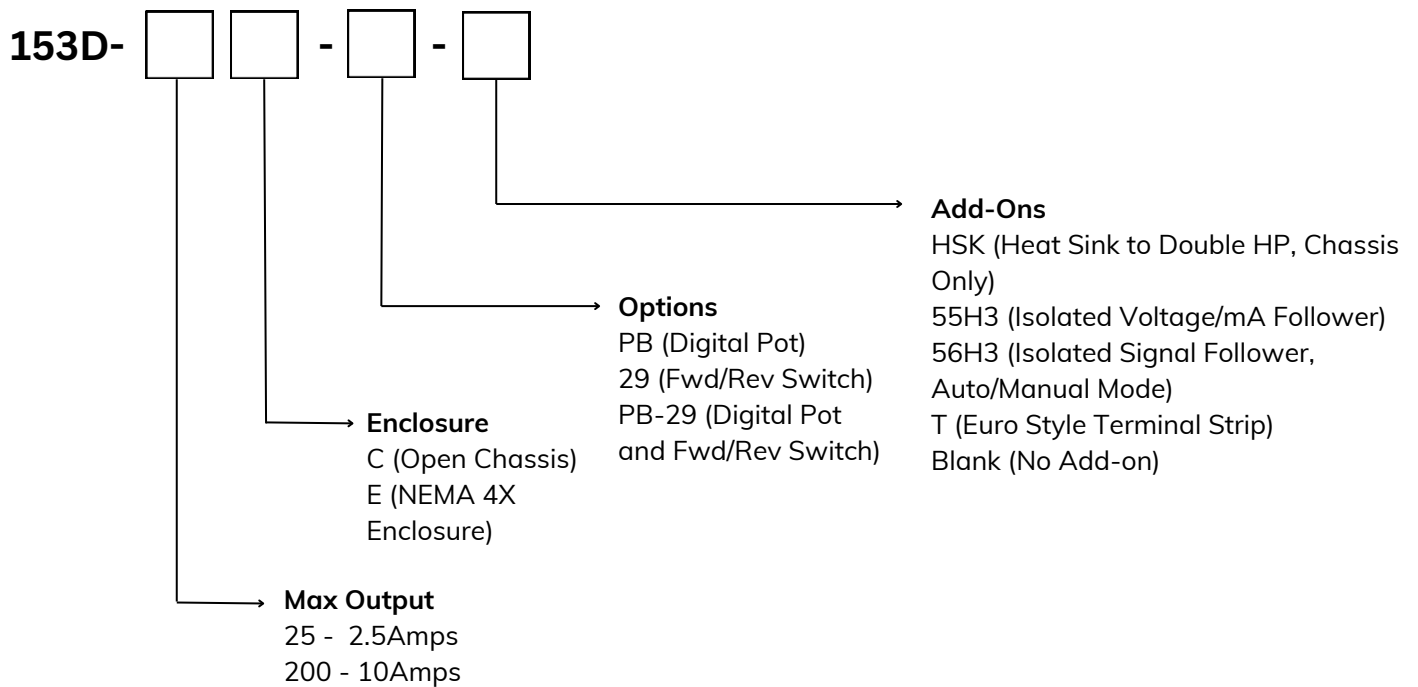 153D- - -
Add-Ons
HSK (Heat Sink to Double HP, Chassis
Only)
55H3 (Isolated Voltage/mA Follower)
56H3 (Isolated Signal Follower,
Auto/Manual Mode)
T (Euro Style Terminal Strip)
Blank (No Add-on)
Options
PB (Digital Pot)
29 (Fwd/Rev Switch)
PB-29 (Digital Pot
and Fwd/Rev Switch)
Enclosure
C (Open Chassis)
E (NEMA 4X
Enclosure)
Max Output
25 - 2.5Amps
200 - 10Amps